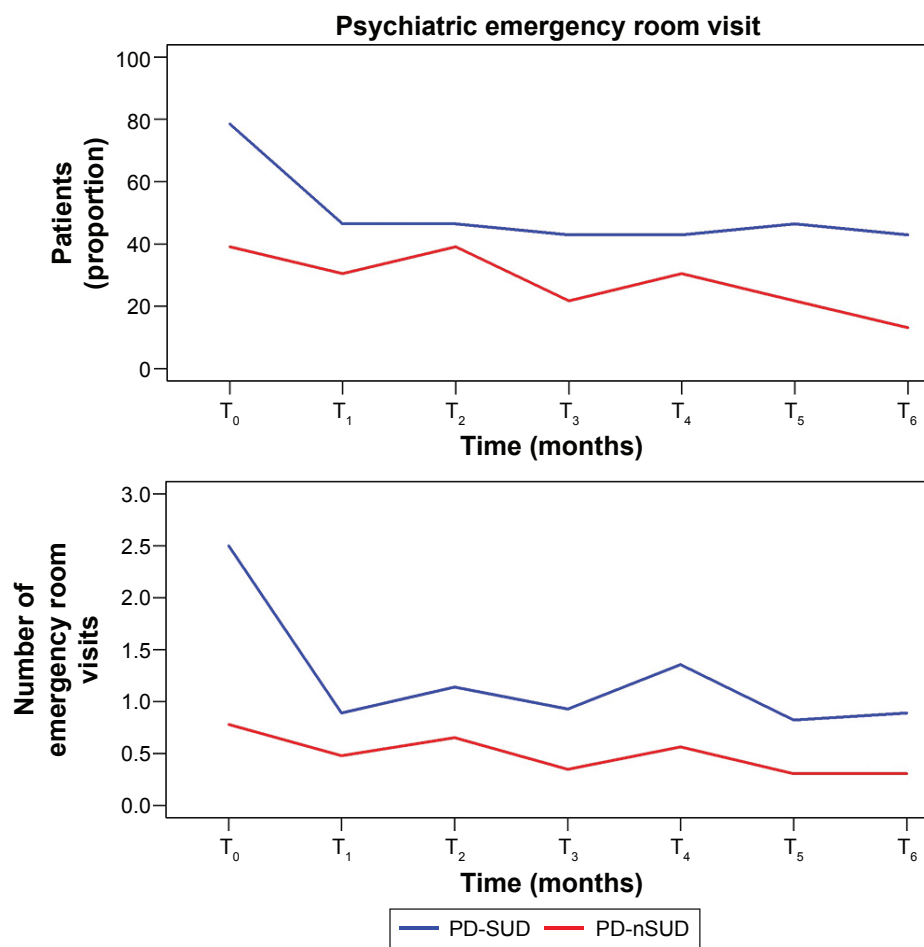 Psychiatric emergency room visit
Patients
(proportion)
100
80
60
40
20
0
T0 T1 T2 T3 T4 T5 T6
Time (months)
Number of
emergency room
visits
3.0
2.5
2.0
1.5
1.0
0.5
0.0
T0 T1 T2 T3 T4 T5 T6
Time (months)
PD-SUD PD-nSUD